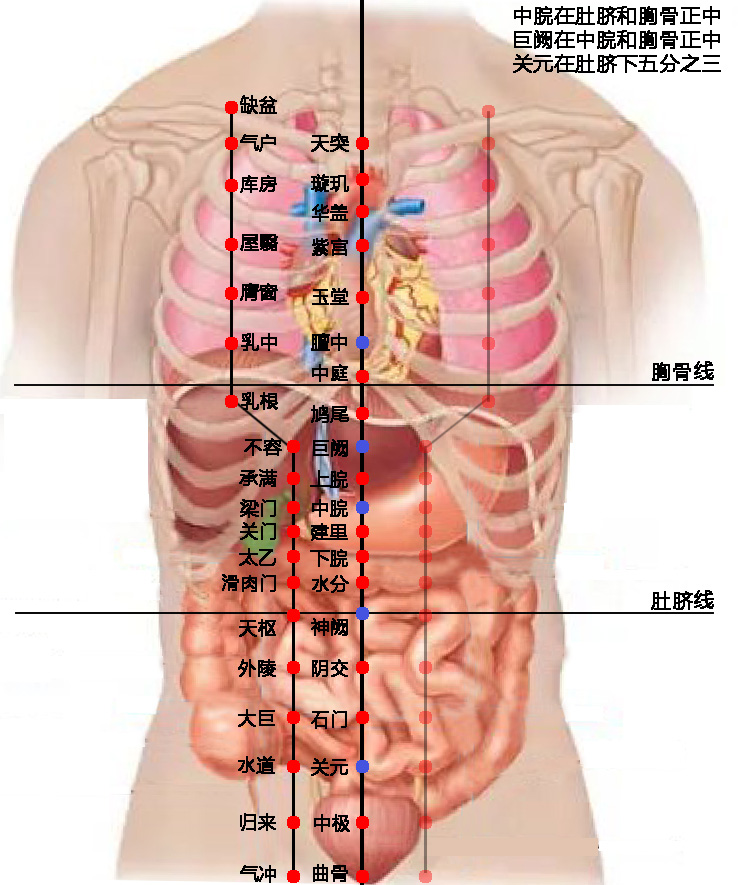 中脘在肚脐和胸骨正中
巨阙在中脘和胸骨正中
关元在肚脐下五分之三
缺盆
气户 天突
库房 璇玑
华盖
屋翳 紫宫
膺窗 玉堂
乳中 膻中
中庭
胸骨线
乳根 鸠尾
不容 巨阙
承满 上脘
梁门 中脘
关门 建里
太乙 下脘
滑肉门 水分
肚脐线
天枢 神阙
外陵 阴交
大巨 石门
水道 关元
归来 中极
气冲 曲骨